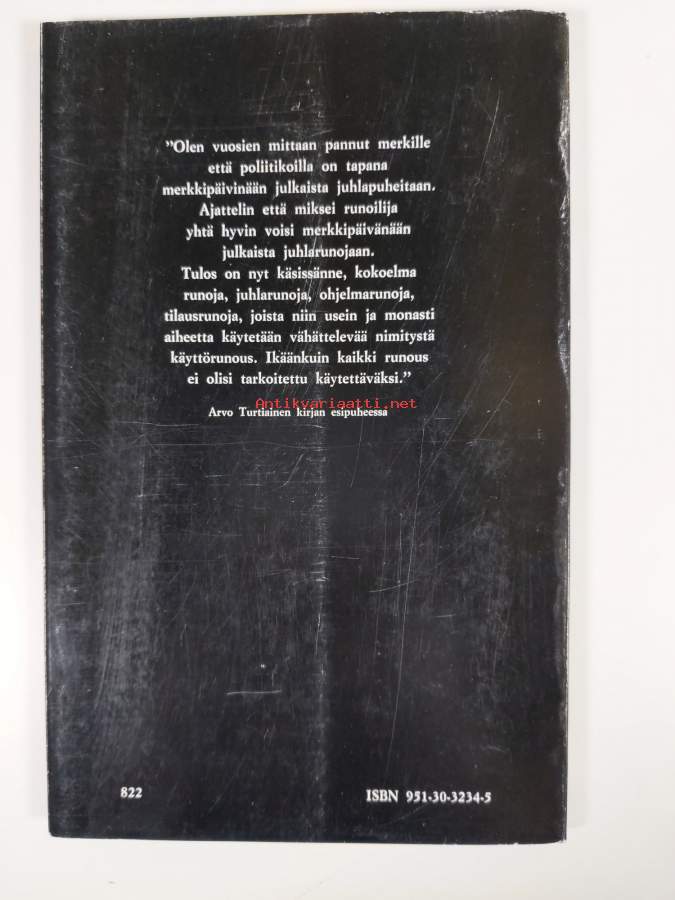 ”Olen vuosien mittaan pannut merkille
että poliitikoilla on tapana
merkkipäivinään julkaista juhlapuheitaan.
Ajattelin että miksei runoilija
yhtä hyvin voisi merkkipäivänään
julkaista juhlarunojaan.
Tulos on nyt käsissänne, kokoelma
runoja, juhlarunoja, ohjelmarunoja,
tilausrunoja, joista niin usein ja monasti
aiheetta käytetään vähättelevää nimitystä
käyttörunous. Ikäänkuin kaikki runous
ei olisi tarkoitettu käytettäväksi.”
Antikvariaatti.net
Arvo Turtiainen kirjan esipuheessa
822
ISBN 951-30-3234-5